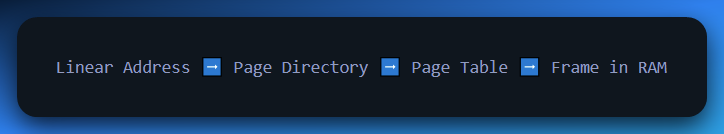 Linear Address ➡ Page Directory ➡ Page Table ➡ Frame in RAM